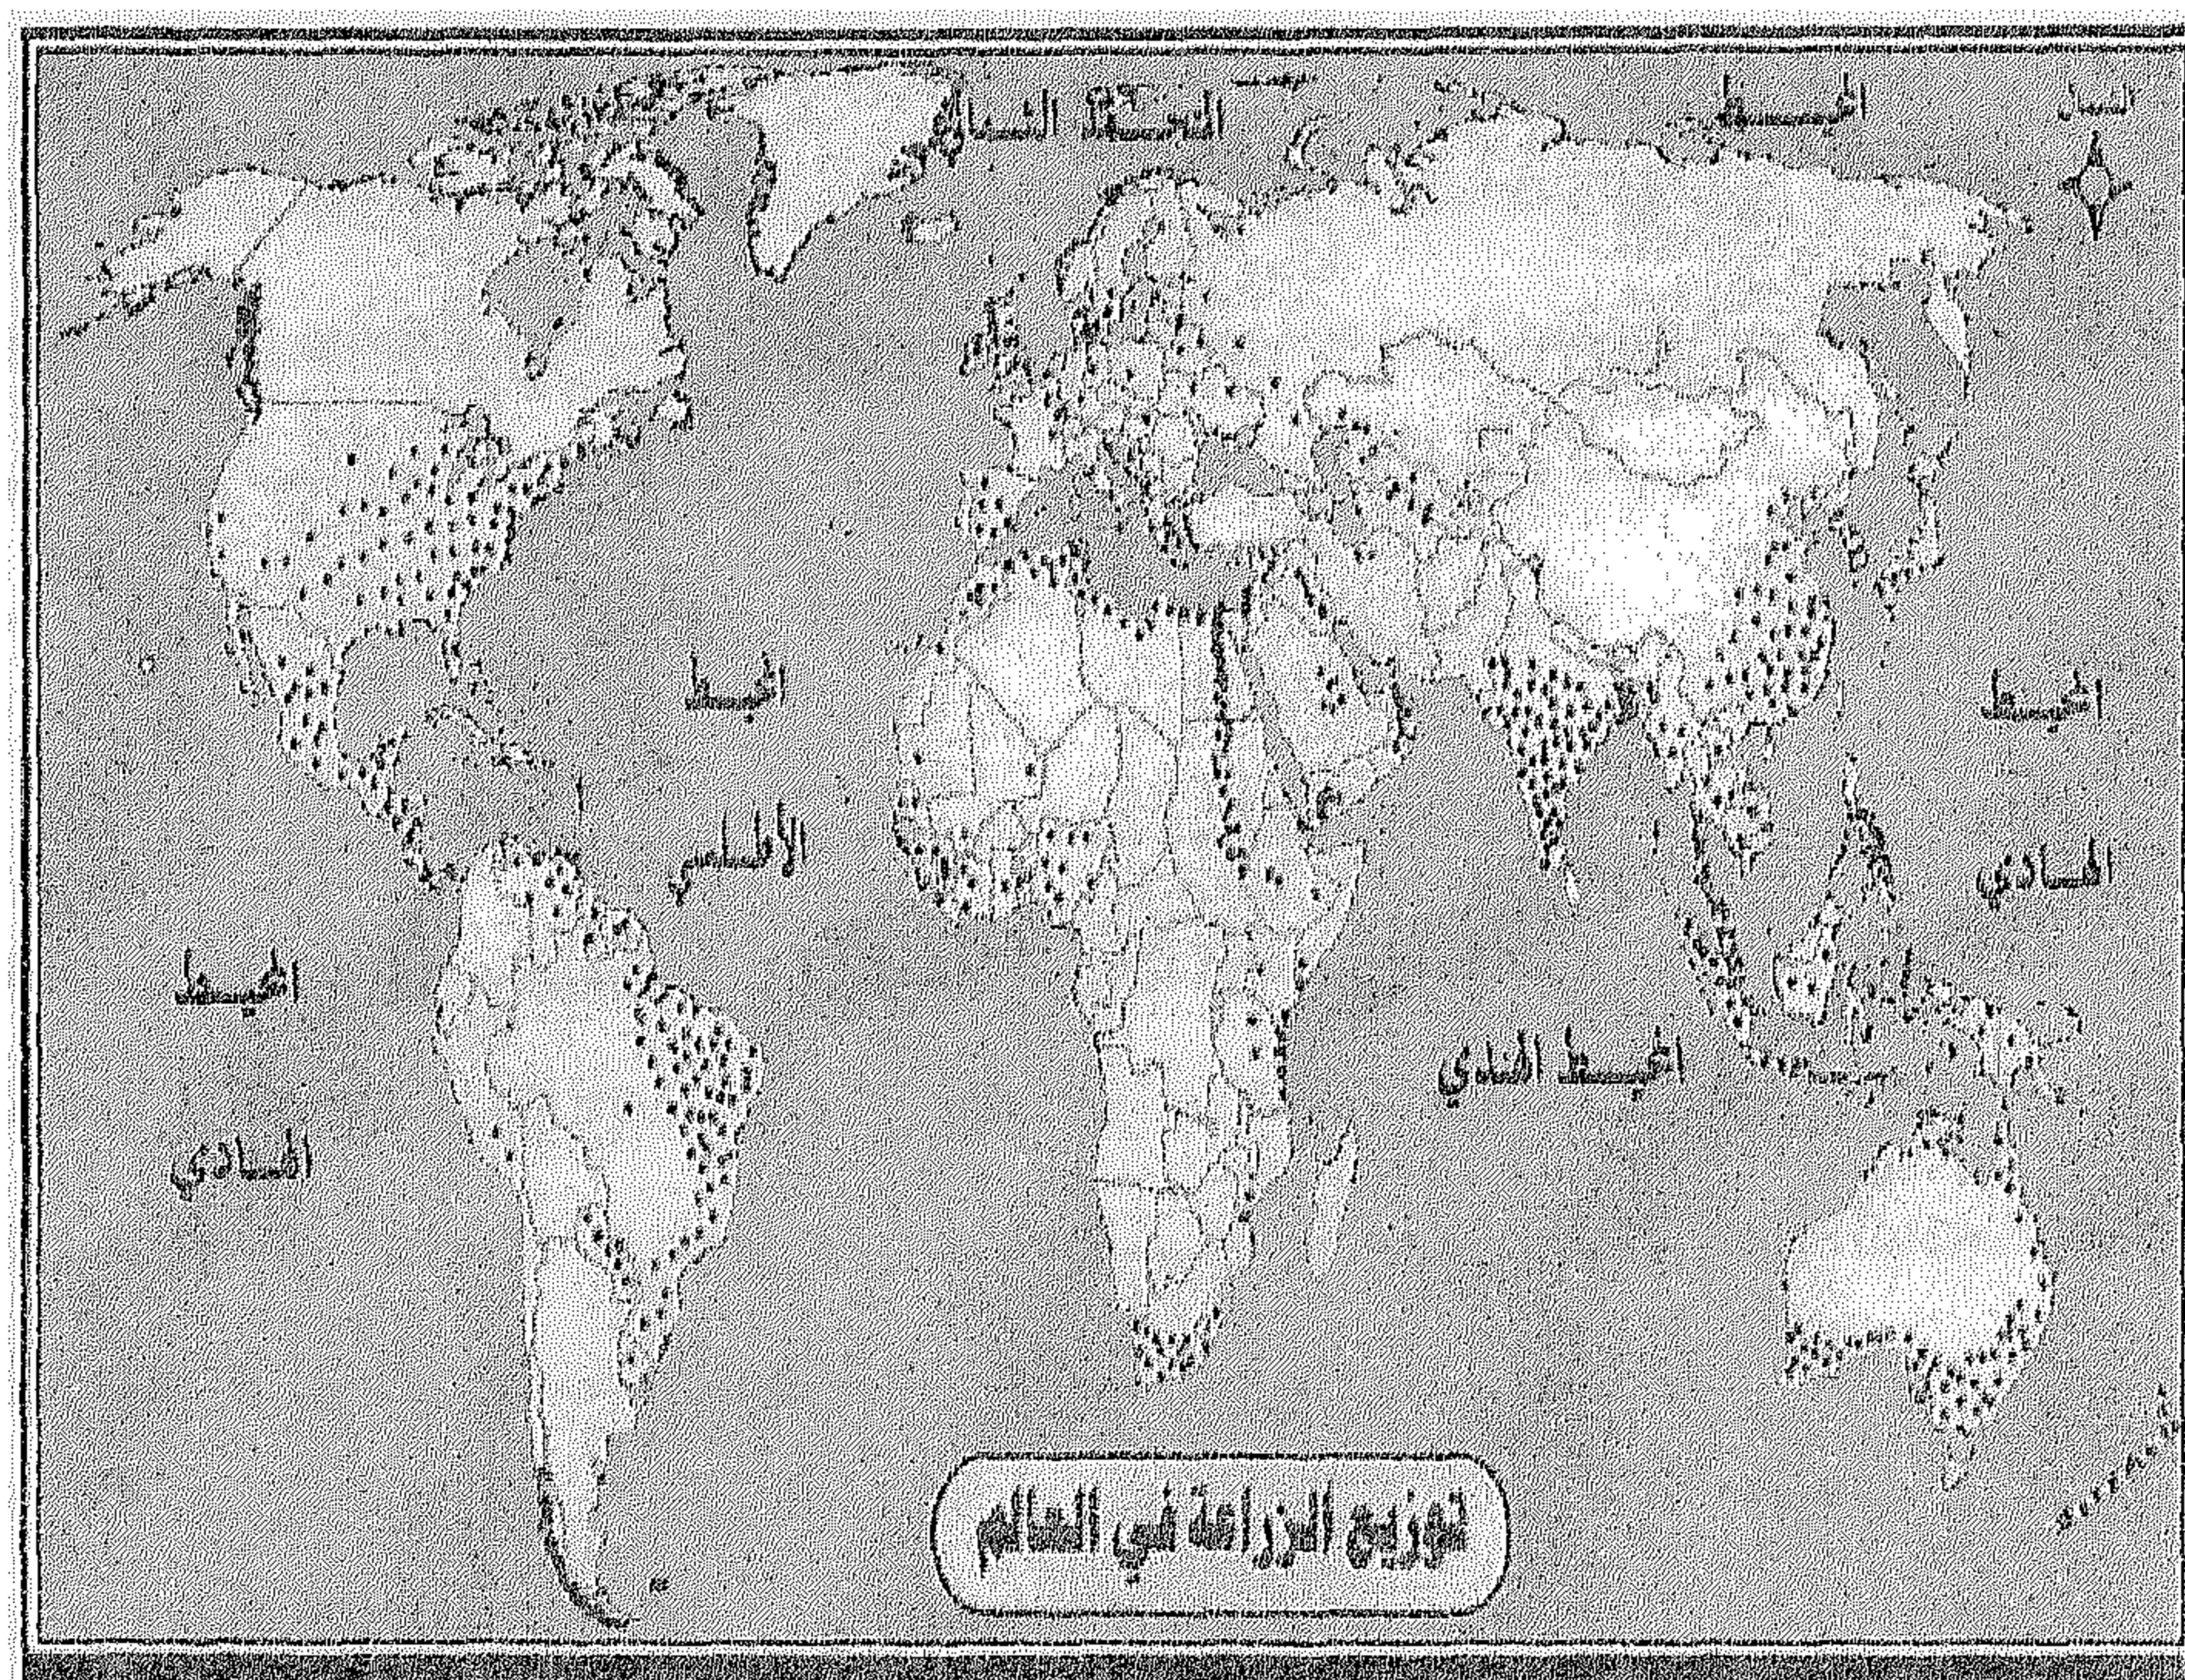 الشمال
المحيط المتجمد الشمالي
المحيط
الأطلسي
المحيط
الهادي
المحيط
الهادي
المحيط الهندي
توزيع الزراعة في العالم